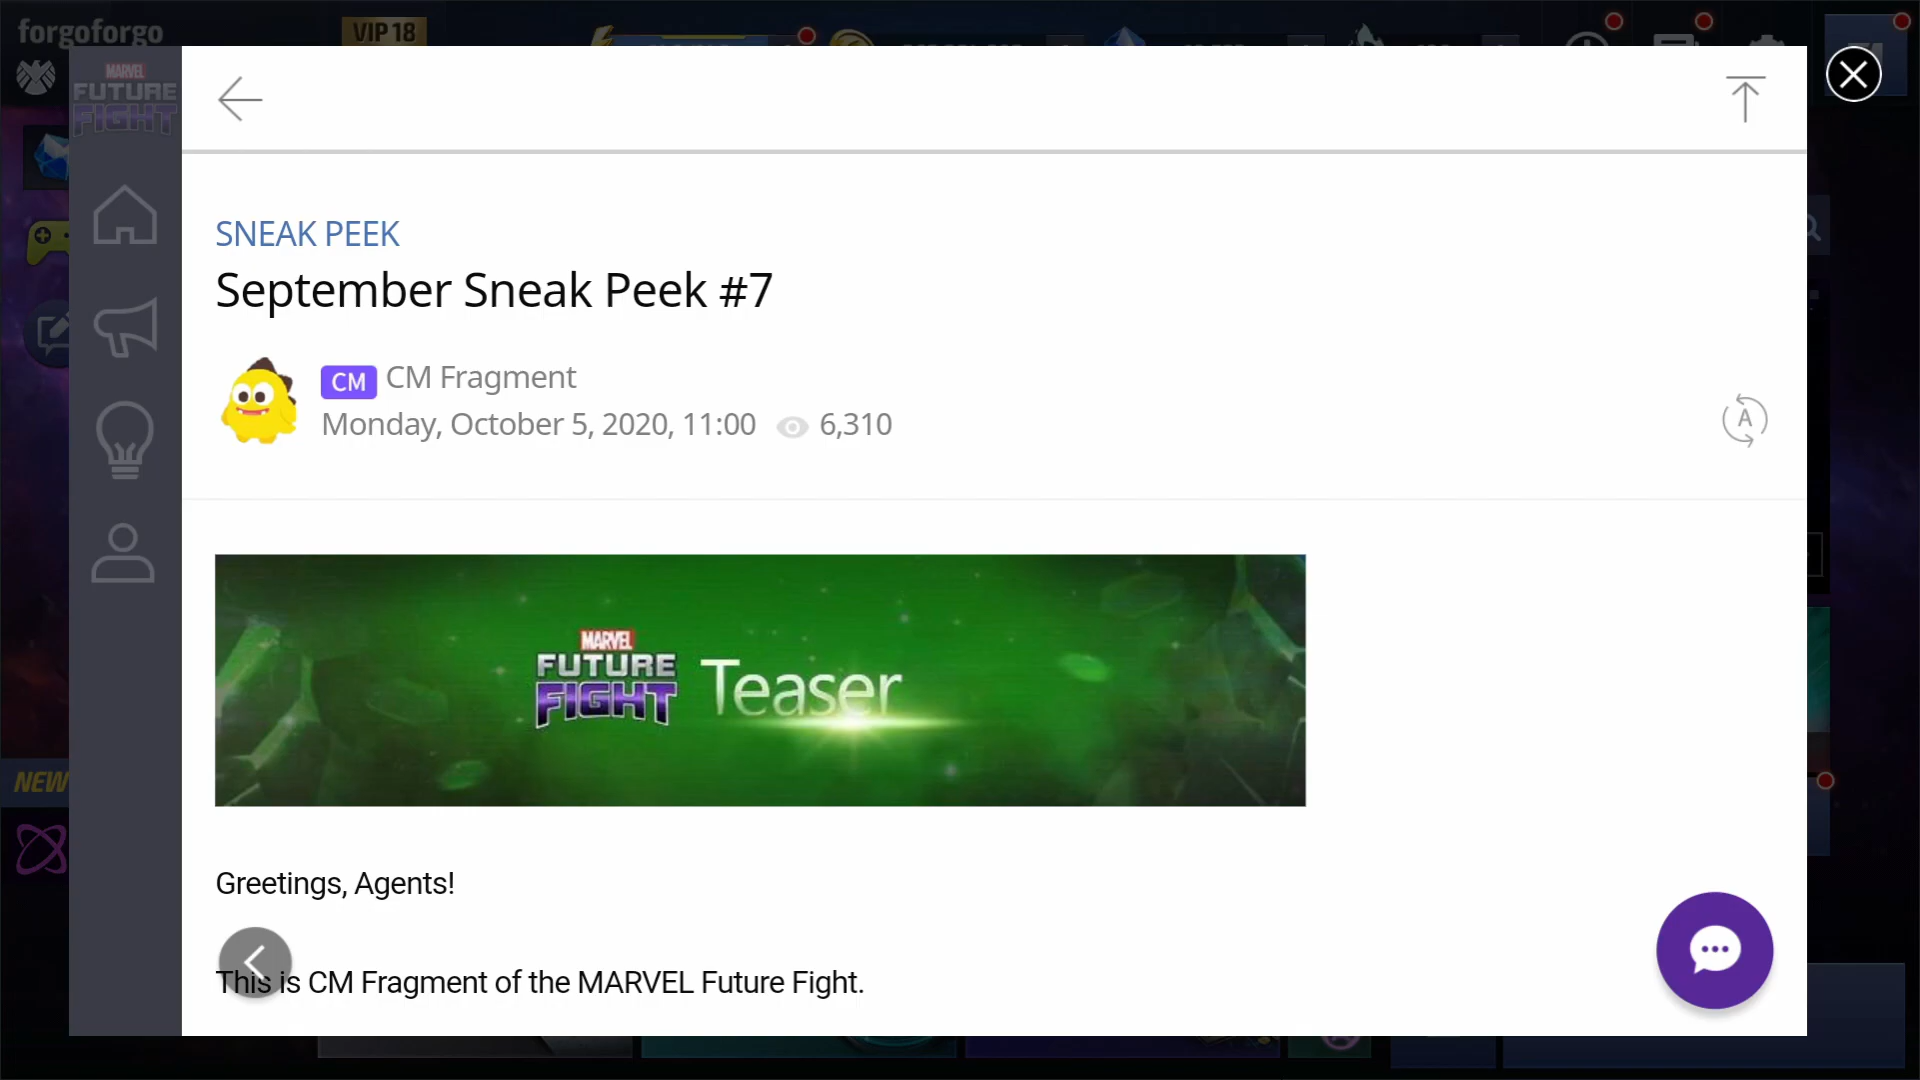 forgoforgo
VIP 18
MARVEL
FUTURE
FIGHT
SNEAK PEEK
September Sneak Peek #7
CM CM Fragment
Monday, October 5, 2020, 11:00 6,310
A
MARVEL
FUTURE
FIGHT
Teaser
NEW
Greetings, Agents!
This is CM Fragment of the MARVEL Future Fight.